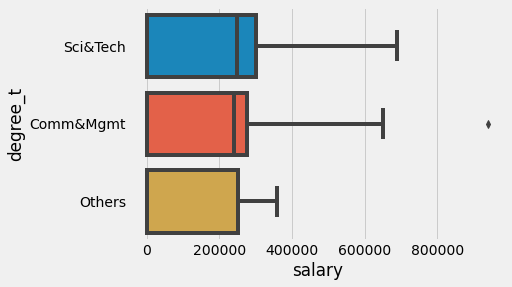 degree_t
Sci&Tech
Comm&Mgmt
Others
0 200000 400000 600000 800000
salary